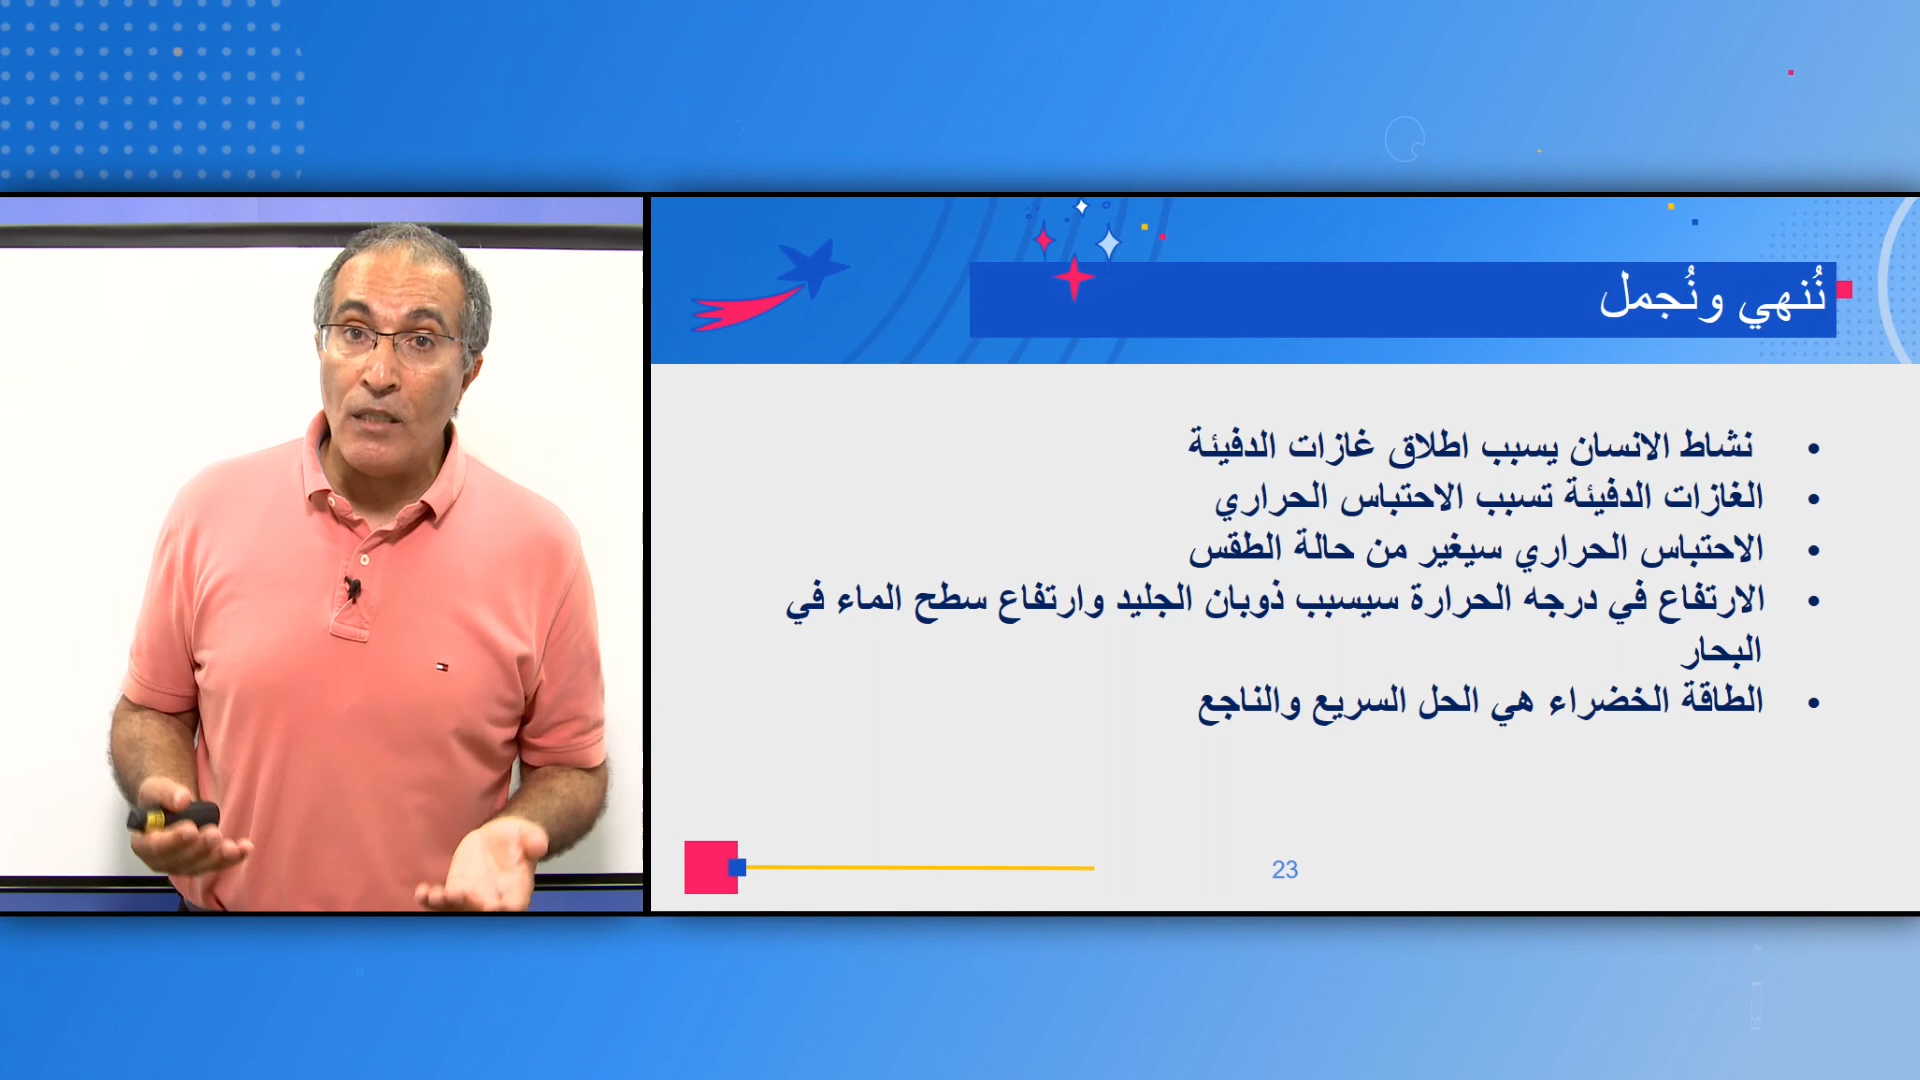 نُنهي ونُجمل
• نشاط الانسان يسبب اطلاق غازات الدفيئة
• الغازات الدفيئة تسبب الاحتباس الحراري
• الاحتباس الحراري سيغير من حالة الطقس
• الارتفاع في درجه الحرارة سيسبب ذوبان الجليد وارتفاع سطح الماء في
البحار
• الطاقة الخضراء هي الحل السريع والناجع
23